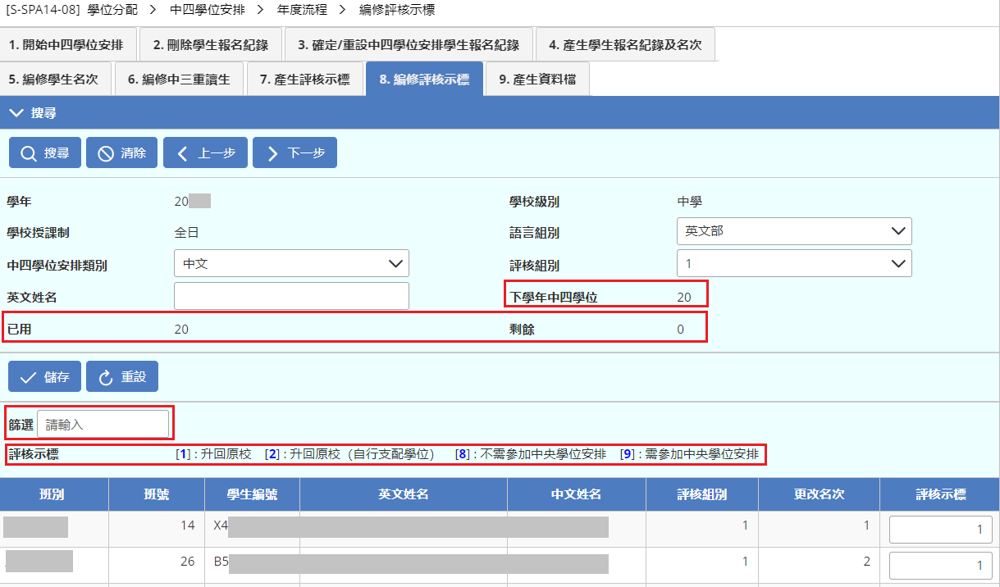 [S-SPA14-08] 學位分配 > 中四學位安排 > 年度流程 > 編修評核示標
1. 開始中四學位安排 2. 刪除學生報名紀錄 3. 確定/重設中四學位安排學生報名紀錄 4. 產生學生報名紀錄及名次
5. 編修學生名次 6. 編修中三重讀生 7. 產生評核示標 8. 編修評核示標 9. 產生資料檔
搜尋
搜尋 清除 上一步 下一步
學年 20 學校級別 中學
學校授課制 全日 語言組別 英文部
中四學位安排類別 中文 評核組別 1
英文姓名 下學年中四學位 20
已用 20 剩餘 0
儲存 重設
篩選 請輸入
評核示標 [1] : 升回原校 [2] : 升回原校（自行支配學位） [8] : 不需參加中央學位安排 [9] : 需參加中央學位安排
班別 班號 學生編號 英文姓名 中文姓名 評核組別 更改名次 評核示標
14 X4 1 1 1
26 B5 1 2 1